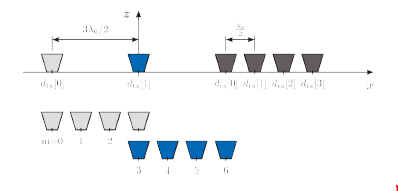 z
3λ₀/2
λ₀/2
d_tx[0] d_tx[1] d_rx[0] d_rx[1] d_rx[2] d_rx[3]
x
m=0 1 2
3 4 5 6